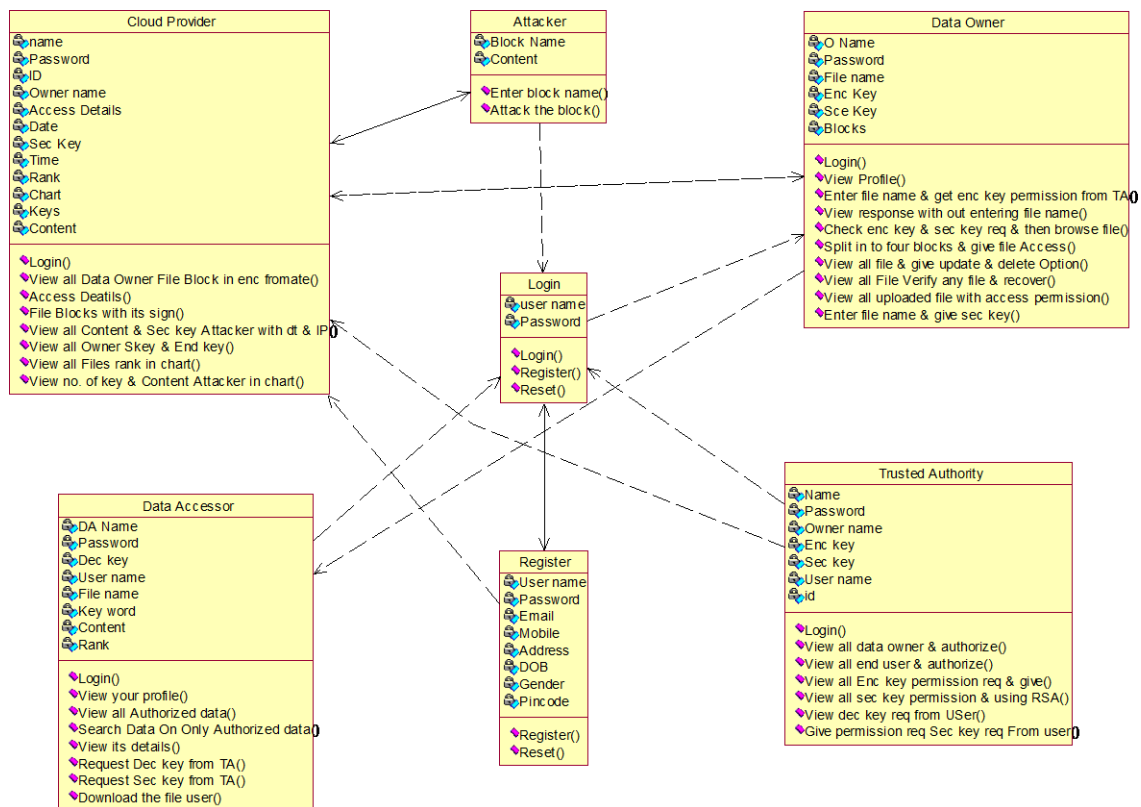 Cloud Provider
name
Password
ID
Owner name
Access Details
Date
Sec Key
Time
Rank
Chart
Keys
Content
Login()
View all Data Owner File Block in enc fromate()
Access Deatils()
File Blocks with its sign()
View all Content & Sec key Attacker with dt & IP()
View all Owner Skey & End key()
View all Files rank in chart()
View no. of key & Content Attacker in chart()
Attacker
Block Name
Content
Enter block name()
Attack the block()
Data Owner
O Name
Password
File name
Enc Key
Sce Key
Blocks
Login()
View Profile()
Enter file name & get enc key permission from TA()
View response with out entering file name()
Check enc key & sec key req & then browse file()
Split in to four blocks & give file Access()
View all file & give update & delete Option()
View all File Verify any file & recover()
View all uploaded file with access permission()
Enter file name & give sec key()
Login
user name
Password
Login()
Register()
Reset()
Data Accessor
DA Name
Password
Dec key
User name
File name
Key word
Content
Rank
Login()
View your profile()
View all Authorized data()
Search Data On Only Authorized data()
View its details()
Request Dec key from TA()
Request Sec key from TA()
Download the file user()
Register
User name
Password
Email
Mobile
Address
DOB
Gender
Pincode
Register()
Reset()
Trusted Authority
Name
Password
Owner name
Enc key
Sec key
User name
id
Login()
View all data owner & authorize()
View all end user & authorize()
View all Enc key permission req & give()
View all sec key permission & using RSA()
View dec key req from USer()
Give permission req Sec key req From user()